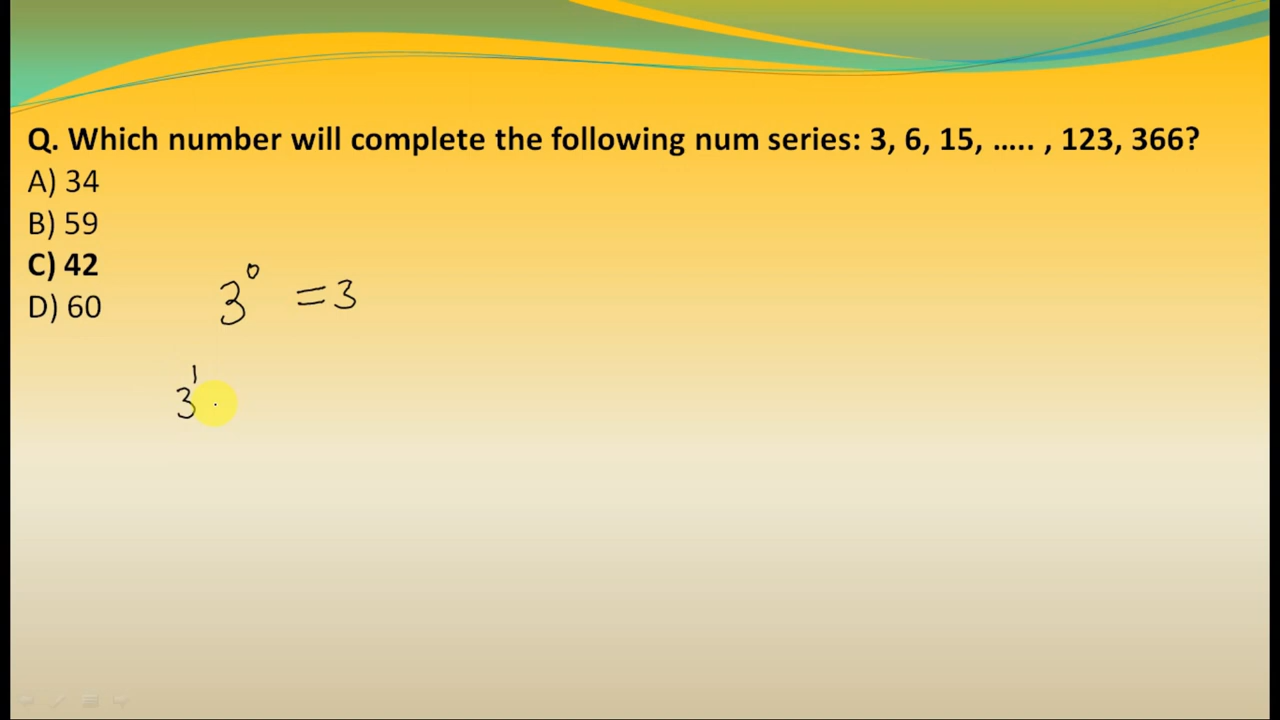 Q. Which number will complete the following num series: 3, 6, 15, ….. , 123, 366?
A) 34
B) 59
C) 42
D) 60
3⁰ = 3
3¹